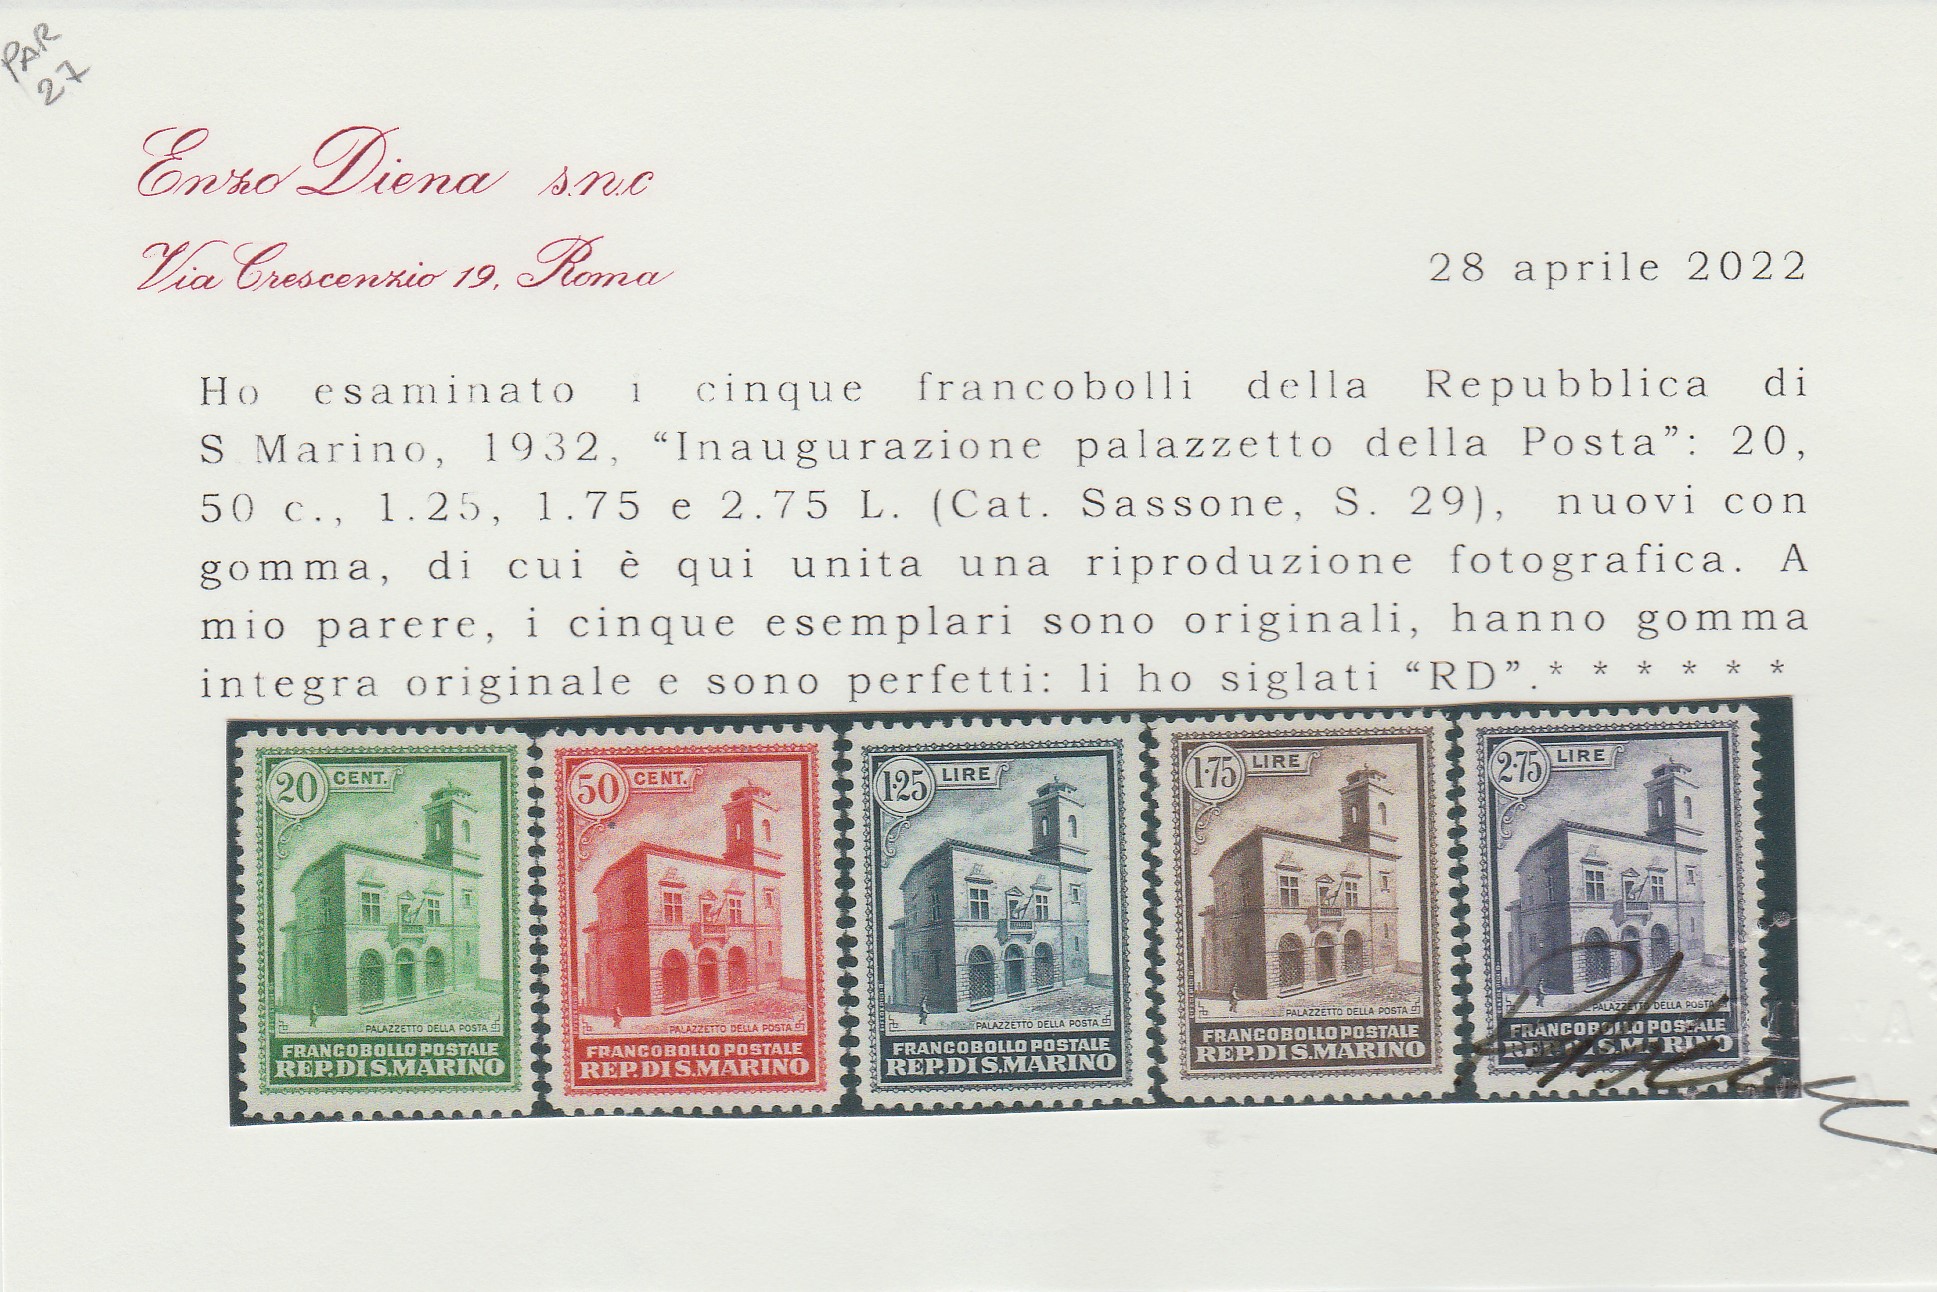 PAR
27
Enzo Diena s.n.c
Via Crescenzio 19, Roma
28 aprile 2022
Ho esaminato i cinque francobolli della Repubblica di
S Marino, 1932, “Inaugurazione palazzetto della Posta”: 20,
50 c., 1.25, 1.75 e 2.75 L. (Cat. Sassone, S. 29), nuovi con
gomma, di cui è qui unita una riproduzione fotografica. A
mio parere, i cinque esemplari sono originali, hanno gomma
integra originale e sono perfetti: li ho siglati “RD”.* * * * * *
20 CENT.
PALAZZETTO DELLA POSTA
FRANCOBOLLO POSTALE
REP. DI S. MARINO
50 CENT.
PALAZZETTO DELLA POSTA
FRANCOBOLLO POSTALE
REP. DI S. MARINO
1·25 LIRE
PALAZZETTO DELLA POSTA
FRANCOBOLLO POSTALE
REP. DI S. MARINO
1·75 LIRE
PALAZZETTO DELLA POSTA
FRANCOBOLLO POSTALE
REP. DI S. MARINO
2·75 LIRE
PALAZZETTO DELLA POSTA
FRANCOBOLLO POSTALE
REP. DI S. MARINO